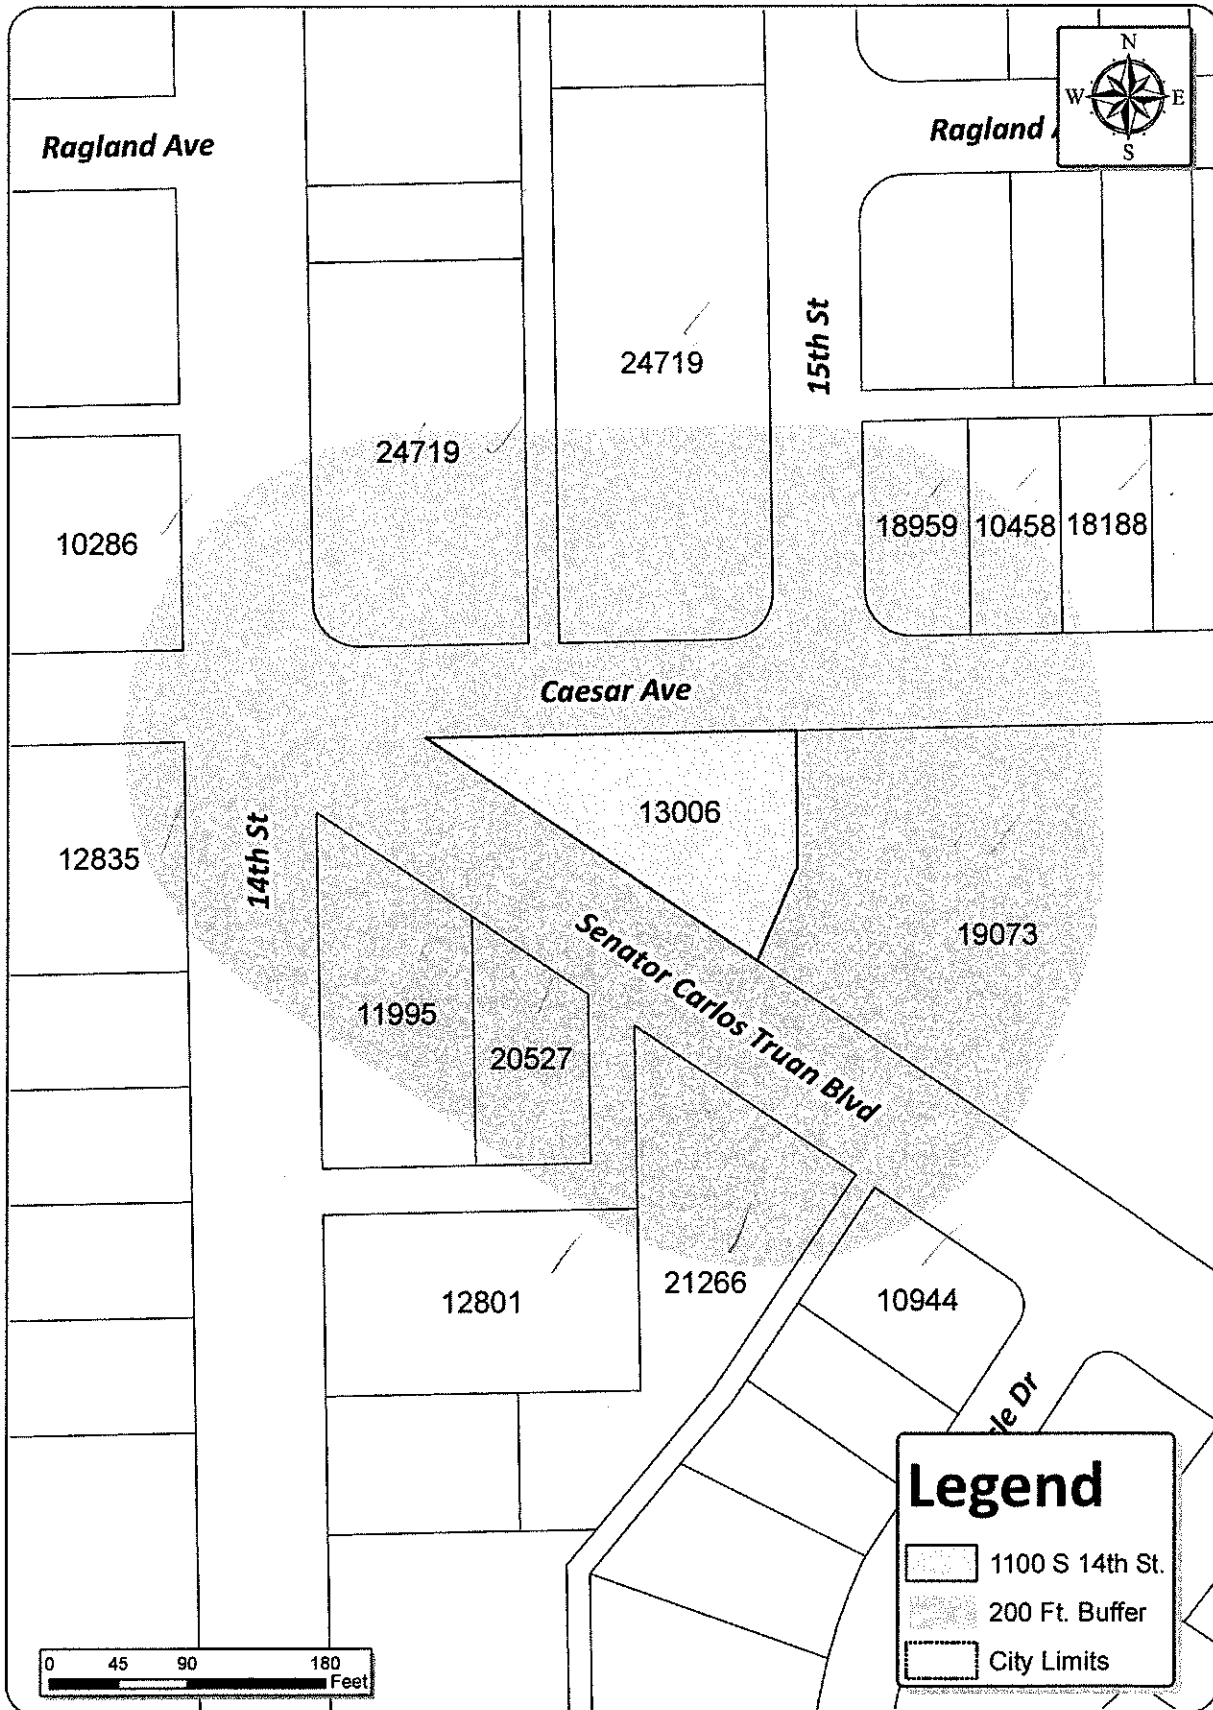 N
W E
S
Ragland Ave
Ragland
15th St
24719
24719
10286
18959
10458
18188
Caesar Ave
13006
12835
14th St
19073
Senator Carlos Truan Blvd
11995
20527
21266
12801
10944
cle Dr
Legend
1100 S 14th St.
200 Ft. Buffer
City Limits
0 45 90 180
Feet